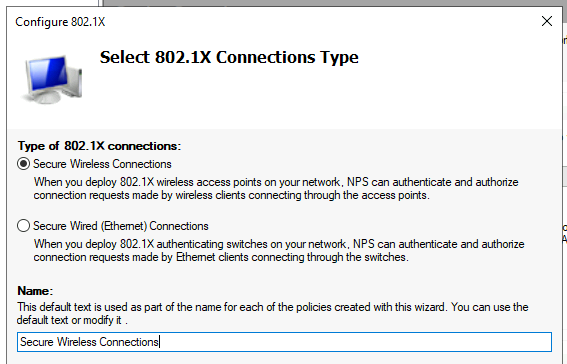 Configure 802.1X
Select 802.1X Connections Type
Type of 802.1X connections:
Secure Wireless Connections
When you deploy 802.1X wireless access points on your network, NPS can authenticate and authorize
connection requests made by wireless clients connecting through the access points.
Secure Wired (Ethernet) Connections
When you deploy 802.1X authenticating switches on your network, NPS can authenticate and authorize
connection requests made by Ethernet clients connecting through the switches.
Name:
This default text is used as part of the name for each of the policies created with this wizard. You can use the
default text or modify it .
Secure Wireless Connections